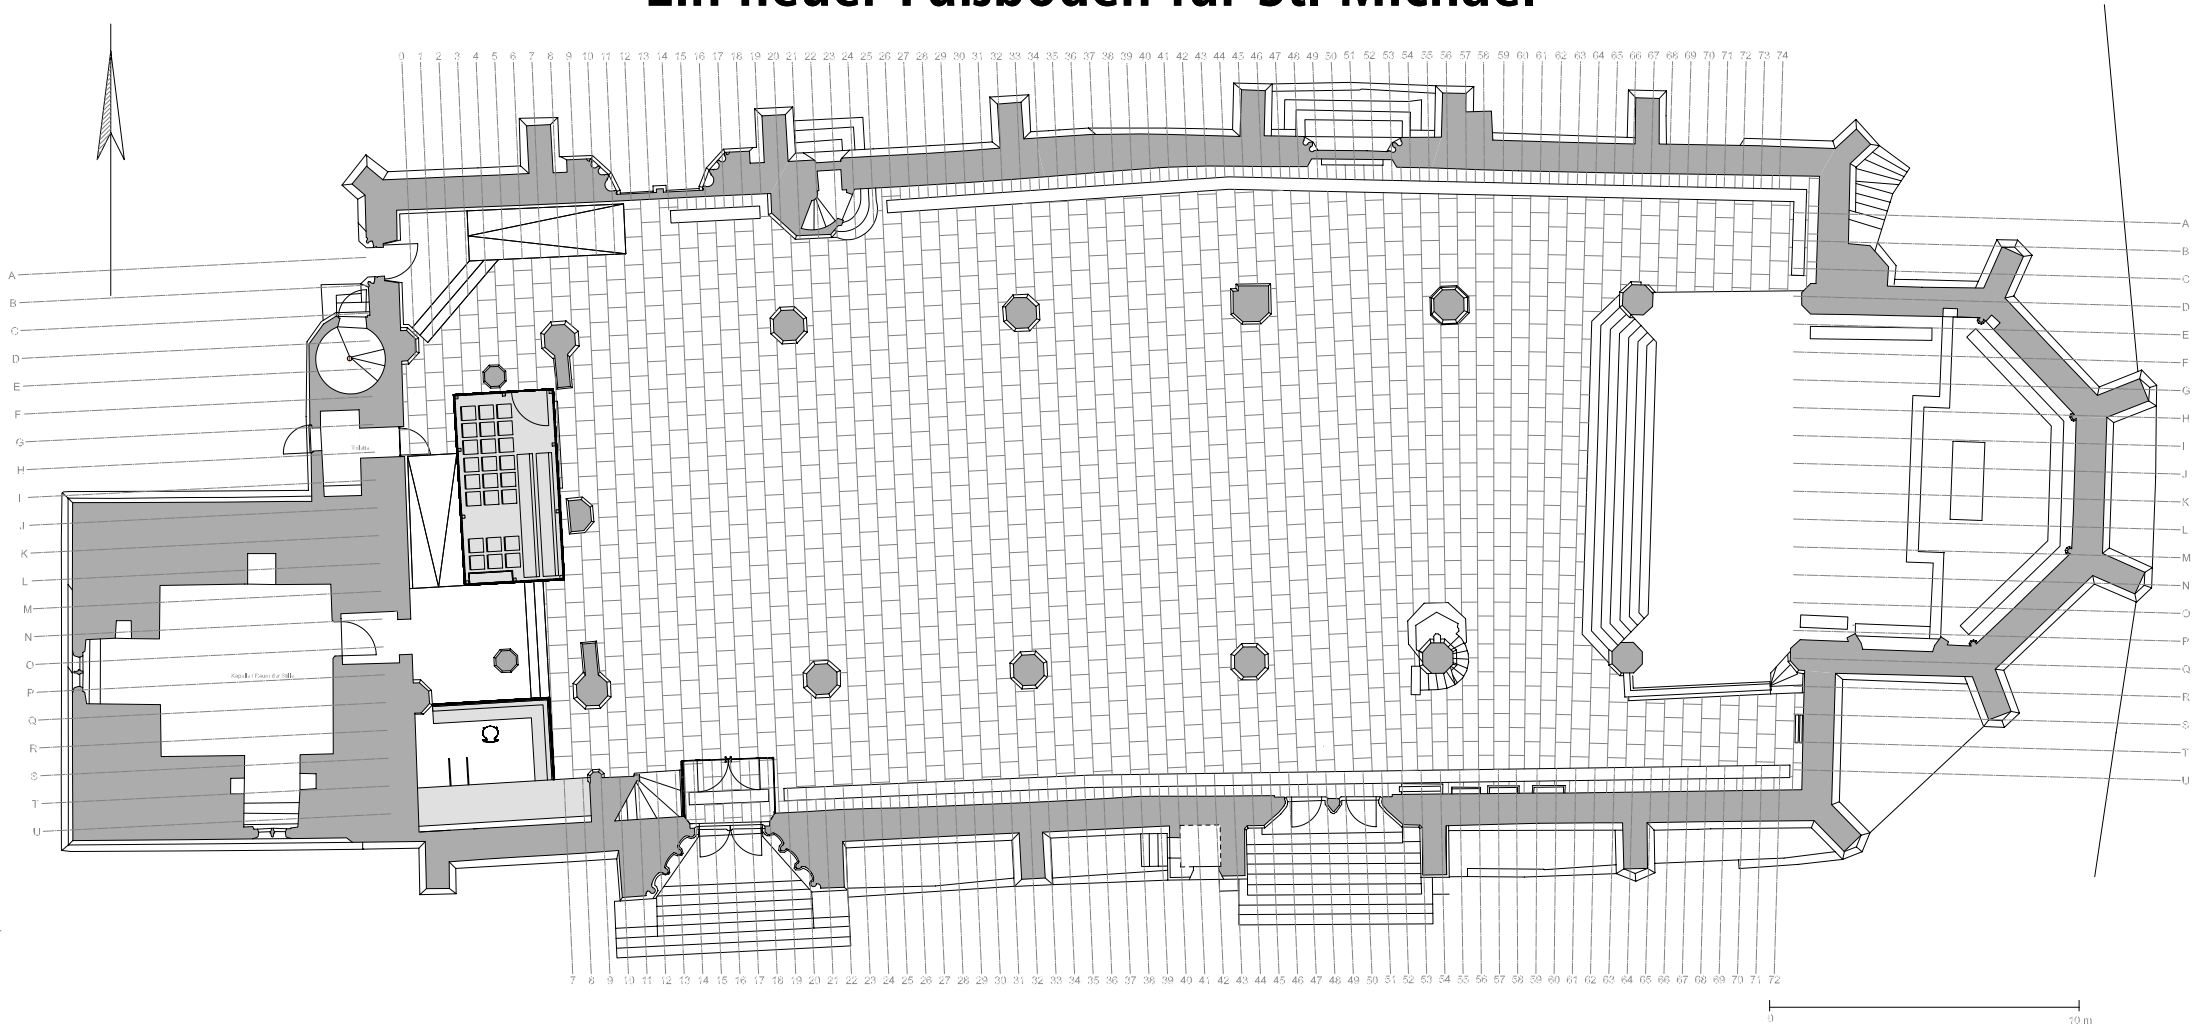 Ein neuer Fußboden für St. Michael
0 1 2 3 4 5 6 7 8 9 10 11 12 13 14 15 16 17 18 19 20 21 22 23 24 25 26 27 28 29 30 31 32 33 34 35 36 37 38 39 40 41 42 43 44 45 46 47 48 49 50 51 52 53 54 55 56 57 58 59 60 61 62 63 64 65 66 67 68 69 70 71 72 73 74
A
B
C
D
E
F
G
H
I
J
K
L
M
N
O
P
Q
R
S
T
U
Kapelle / Raum der Stille
A
B
C
D
E
F
G
H
I
J
K
L
M
N
O
P
Q
R
S
T
U
7 8 9 10 11 12 13 14 15 16 17 18 19 20 21 22 23 24 25 26 27 28 29 30 31 32 33 34 35 36 37 38 39 40 41 42 43 44 45 46 47 48 49 50 51 52 53 54 55 56 57 58 59 60 61 62 63 64 65 66 67 68 69 70 71 72
0 10 m